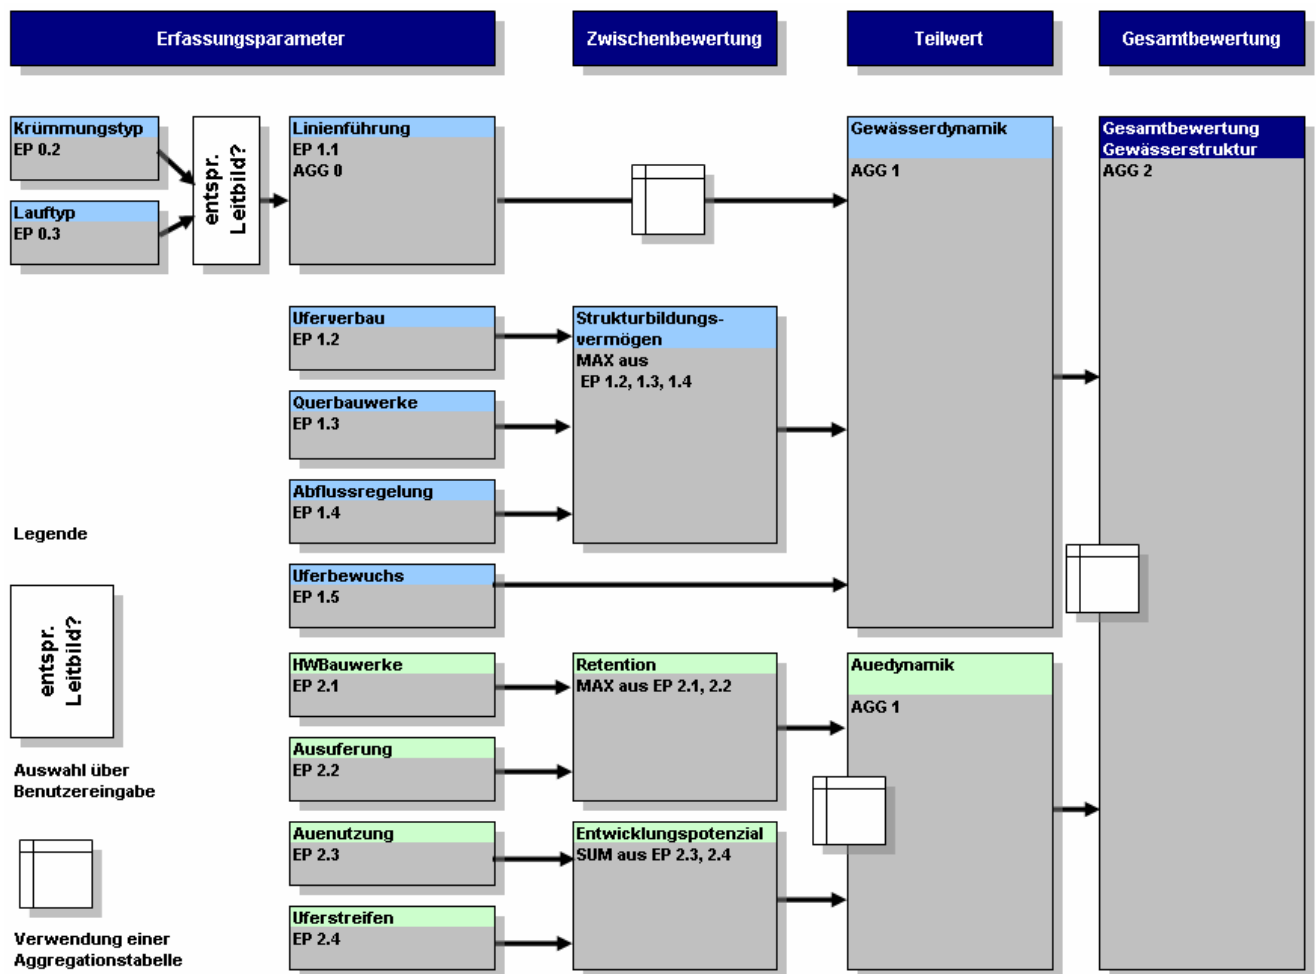 Erfassungsparameter
Zwischenbewertung
Teilwert
Gesamtbewertung
Krümmungstyp
EP 0.2
Lauftyp
EP 0.3
entspr.
Leitbild?
Linienführung
EP 1.1
AGG 0
Gewässerdynamik
AGG 1
Gesamtbewertung
Gewässerstruktur
AGG 2
Uferverbau
EP 1.2
Querbauwerke
EP 1.3
Abflussregelung
EP 1.4
Strukturbildungs-
vermögen
MAX aus
EP 1.2, 1.3, 1.4
Uferbewuchs
EP 1.5
HWBauwerke
EP 2.1
Ausuferung
EP 2.2
Retention
MAX aus EP 2.1, 2.2
Auedynamik
AGG 1
Auenutzung
EP 2.3
Uferstreifen
EP 2.4
Entwicklungspotenzial
SUM aus EP 2.3, 2.4
Legende
entspr.
Leitbild?
Auswahl über
Benutzereingabe
Verwendung einer
Aggregationstabelle